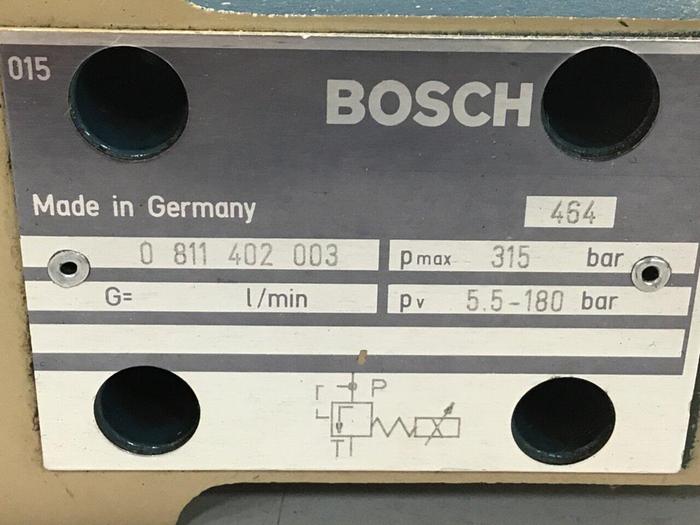 015
BOSCH
Made in Germany
464
0 811 402 003
pmax 315 bar
G= l/min
pv 5.5-180 bar
P
T